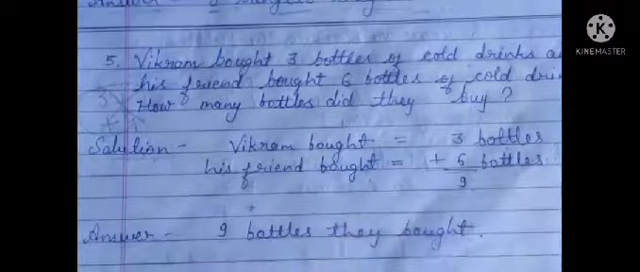 5. Vikram bought 3 bottles of cold drinks
his friend bought 6 bottles of cold
How many bottles did they buy ?
Solution - Vikram bought = 3 bottles
his friend bought = + 6 bottles
9
Answer - 9 bottles they bought.
KINEMASTER